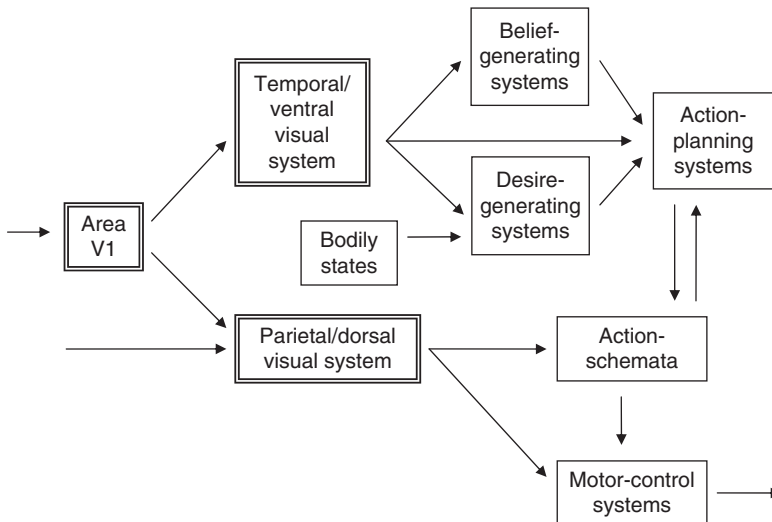 Belief-
generating
systems
Temporal/
ventral
visual
system
Action-
planning
systems
Desire-
generating
systems
Area
V1
Bodily
states
Parietal/dorsal
visual system
Action-
schemata
Motor-control
systems